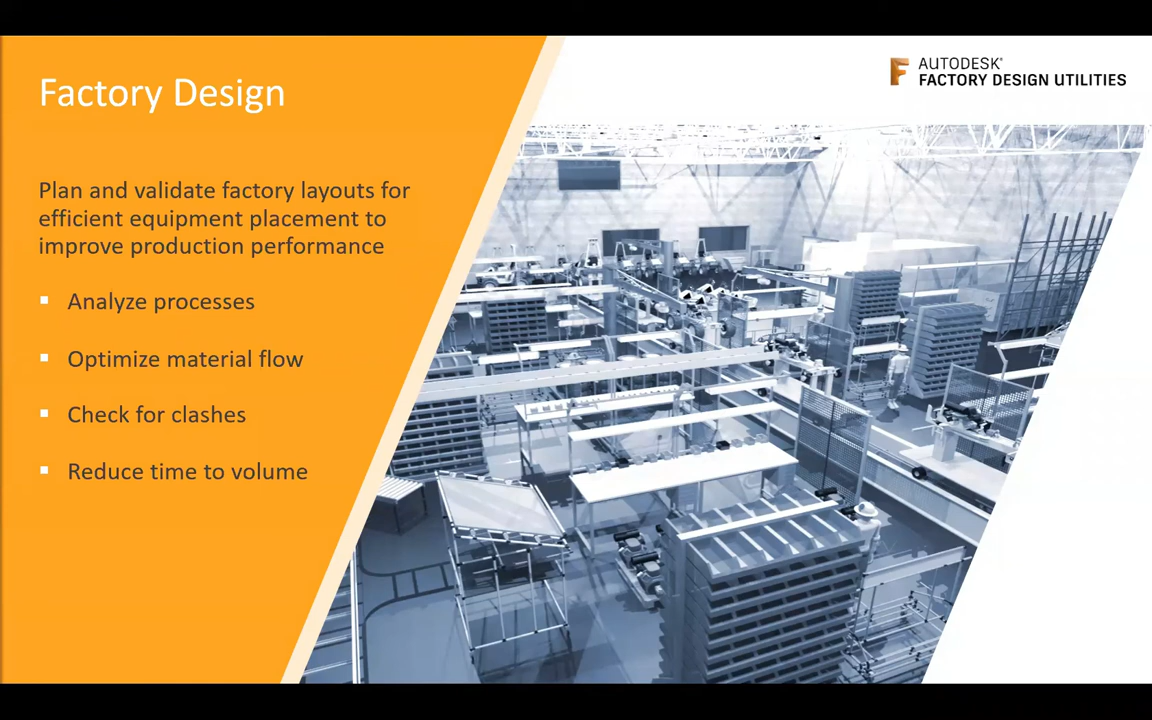 Factory Design
AUTODESK®
FACTORY DESIGN UTILITIES
Plan and validate factory layouts for
efficient equipment placement to
improve production performance
Analyze processes
Optimize material flow
Check for clashes
Reduce time to volume